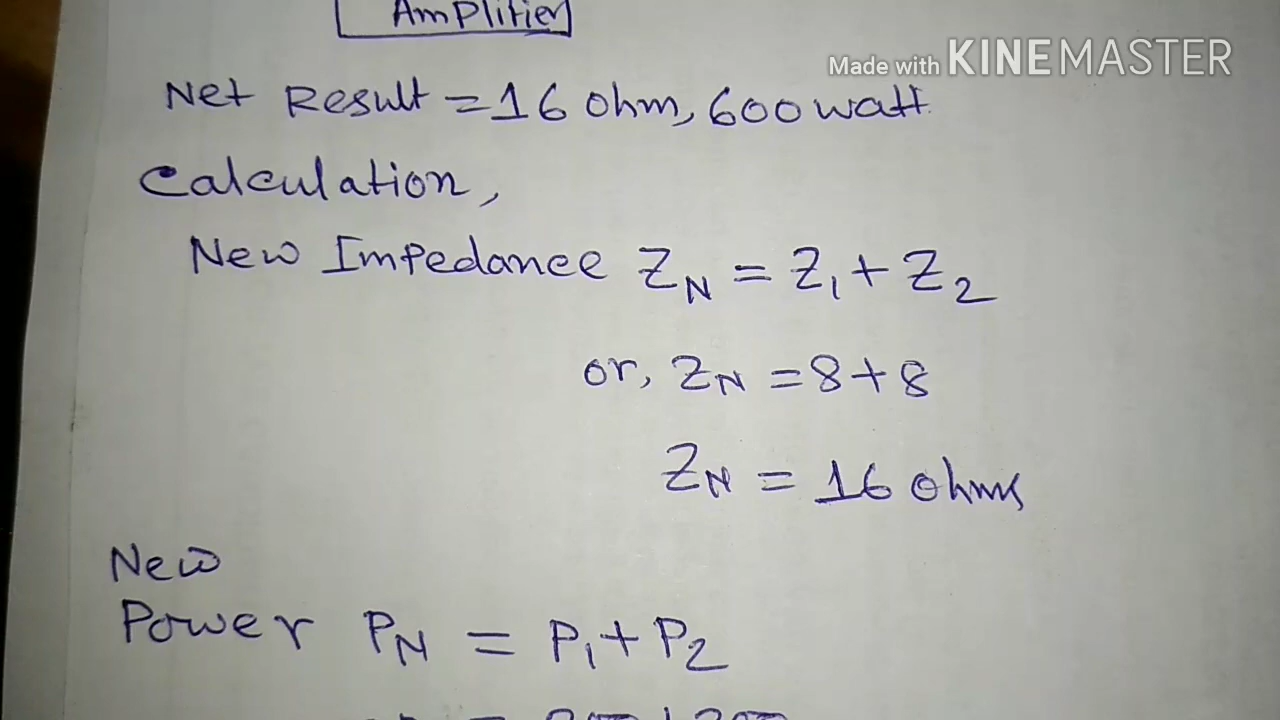 Amplifier
Made with KINEMASTER
Net Result = 16 ohm, 600 watt.
Calculation,
New Impedance Z_N = Z_1 + Z_2
or, Z_N = 8 + 8
Z_N = 16 ohms
New
Power P_N = P_1 + P_2